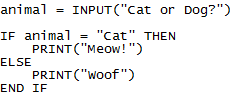 animal = INPUT("Cat or Dog?")
IF animal = "Cat" THEN
    PRINT("Meow!")
ELSE
    PRINT("Woof")
END IF